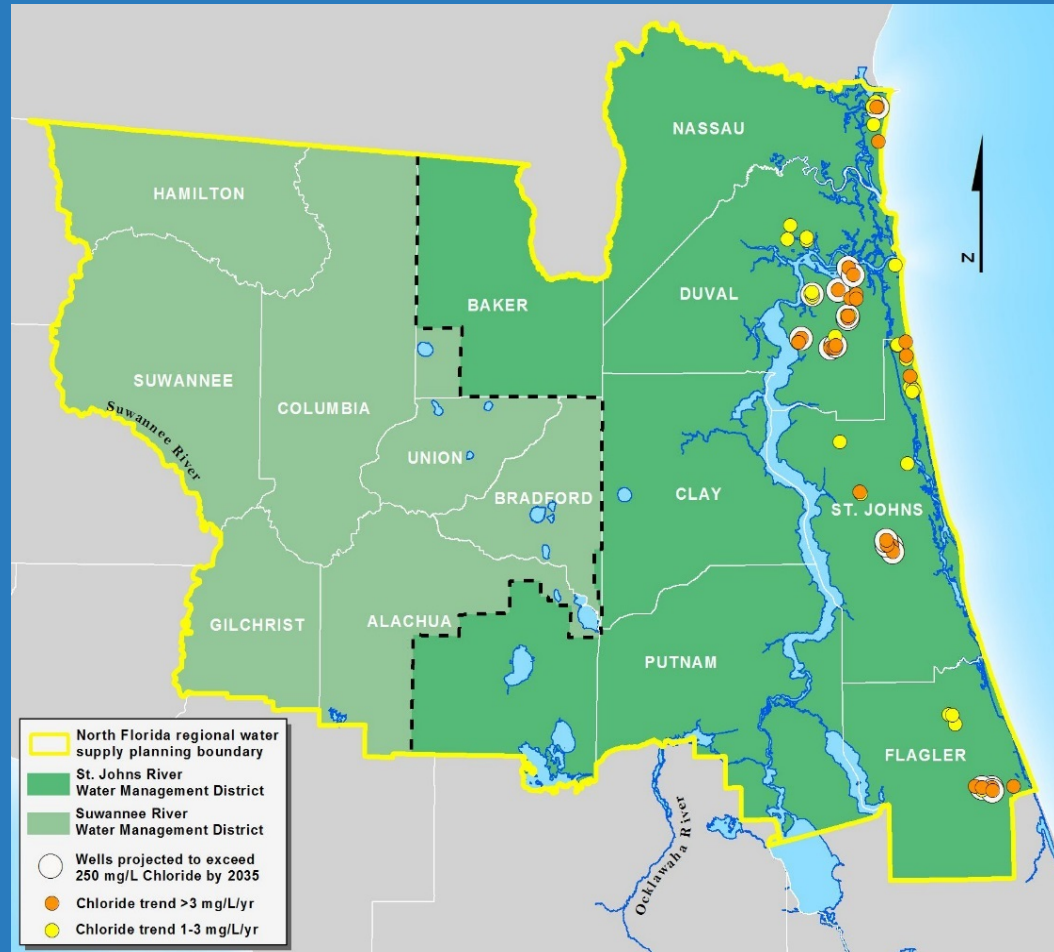 NASSAU
HAMILTON
BAKER
DUVAL
SUWANNEE
COLUMBIA
Suwannee River
UNION
BRADFORD
CLAY
ST. JOHNS
GILCHRIST
ALACHUA
PUTNAM
FLAGLER
Ocklawaha River
N
North Florida regional water
supply planning boundary
St. Johns River
Water Management District
Suwannee River
Water Management District
Wells projected to exceed
250 mg/L Chloride by 2035
Chloride trend >3 mg/L/yr
Chloride trend 1-3 mg/L/yr